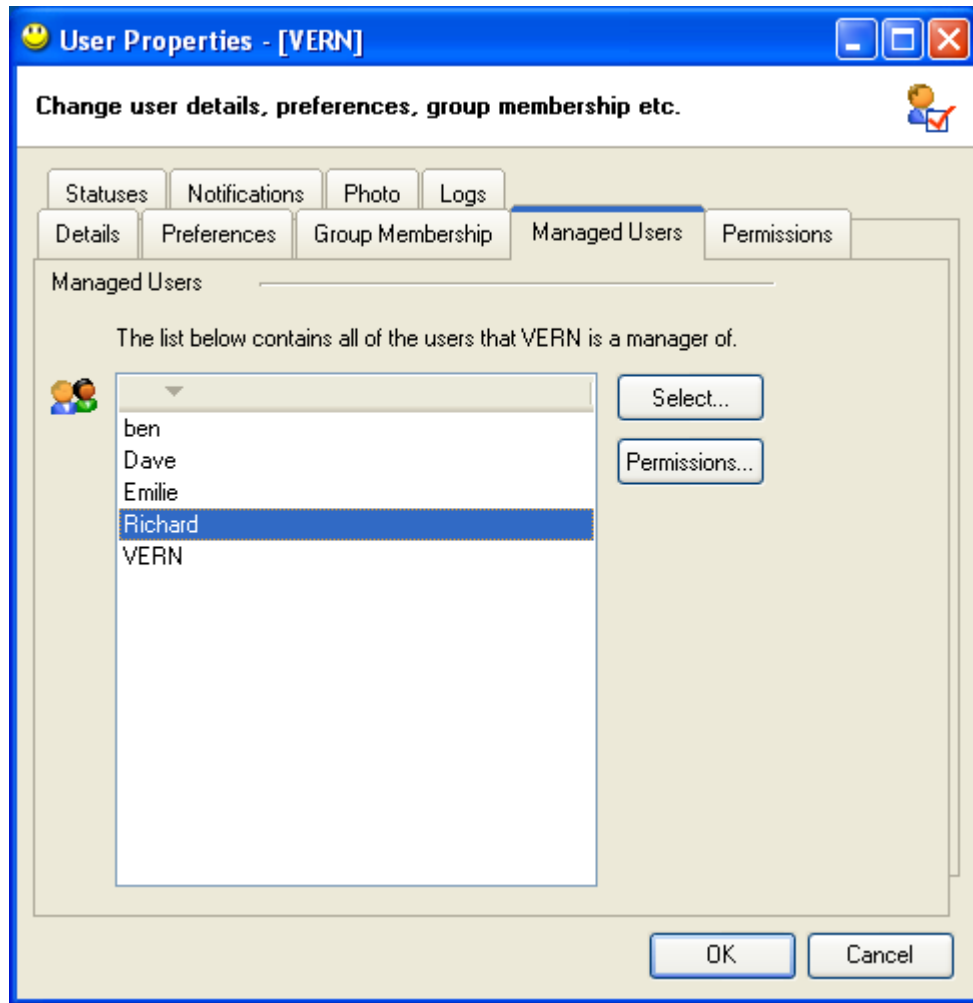 User Properties - [VERN]
Change user details, preferences, group membership etc.
Statuses Notifications Photo Logs
Details Preferences Group Membership Managed Users Permissions
Managed Users
The list below contains all of the users that VERN is a manager of.
Select...
ben
Dave
Permissions...
Emilie
Richard
VERN
OK Cancel